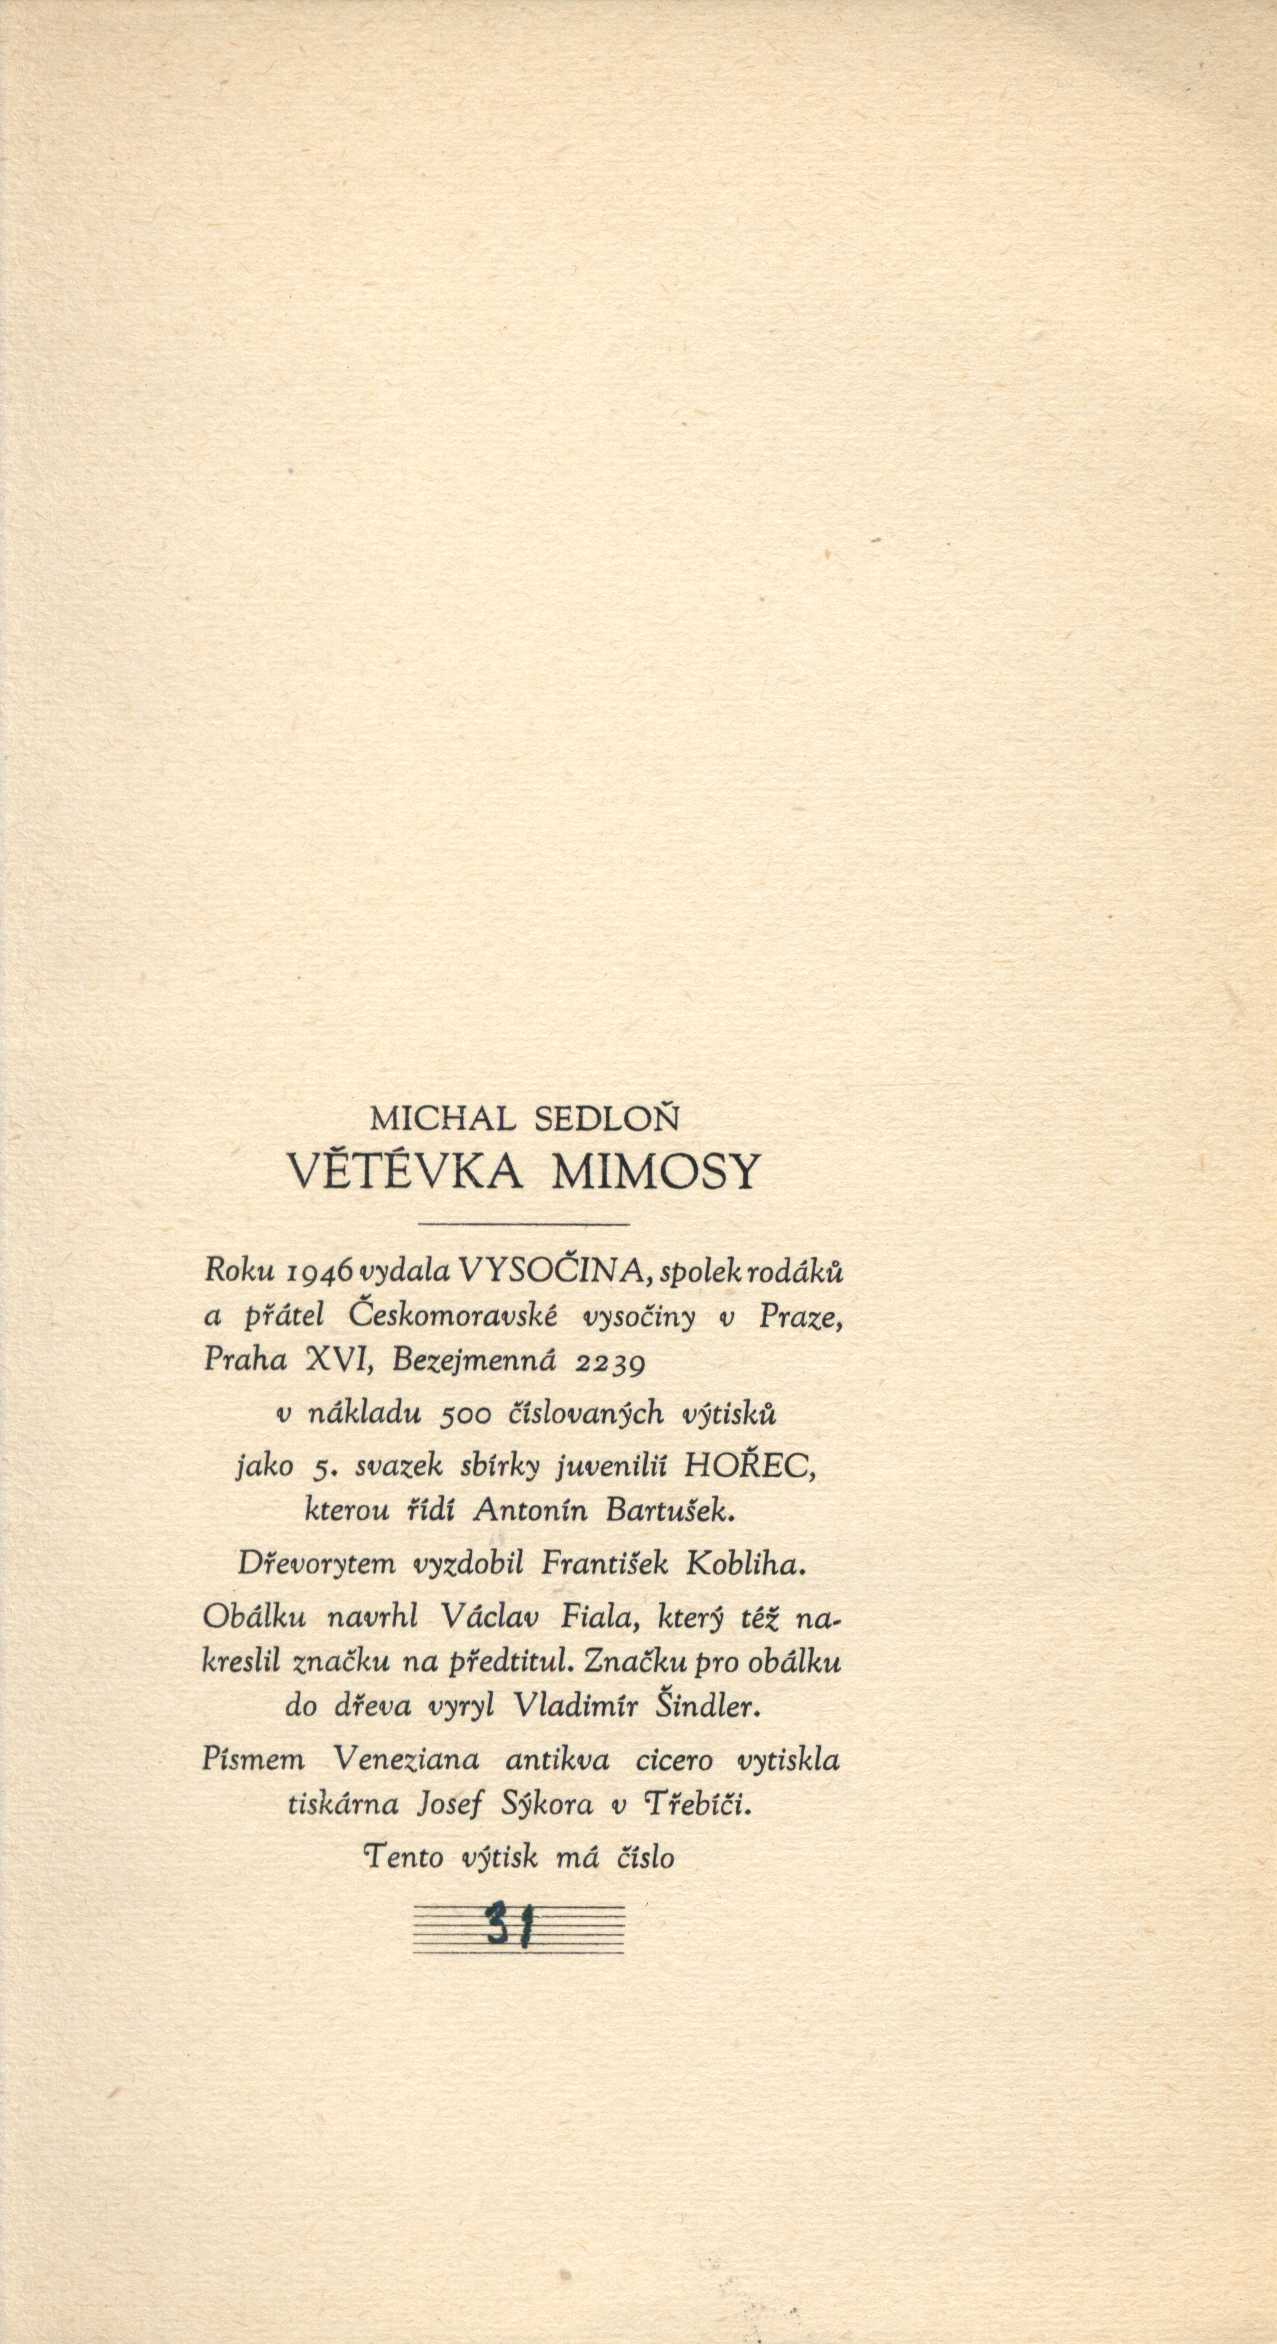 MICHAL SEDLOŇ
VĚTÉVKA MIMOSY
Roku 1946 vydala VYSOČINA, spolek rodáků
a přátel Českomoravské vysočiny v Praze,
Praha XVI, Bezejmenná 2239
v nákladu 500 číslovaných výtisků
jako 5. svazek sbírky juvenilií HOŘEC,
kterou řídí Antonín Bartušek.
Dřevorytem vyzdobil František Kobliha.
Obálku navrhl Václav Fiala, který též na-
kreslil značku na předtitul. Značku pro obálku
do dřeva vyryl Vladimír Šindler.
Písmem Veneziana antikva cicero vytiskla
tiskárna Josef Sýkora v Třebíči.
Tento výtisk má číslo
31